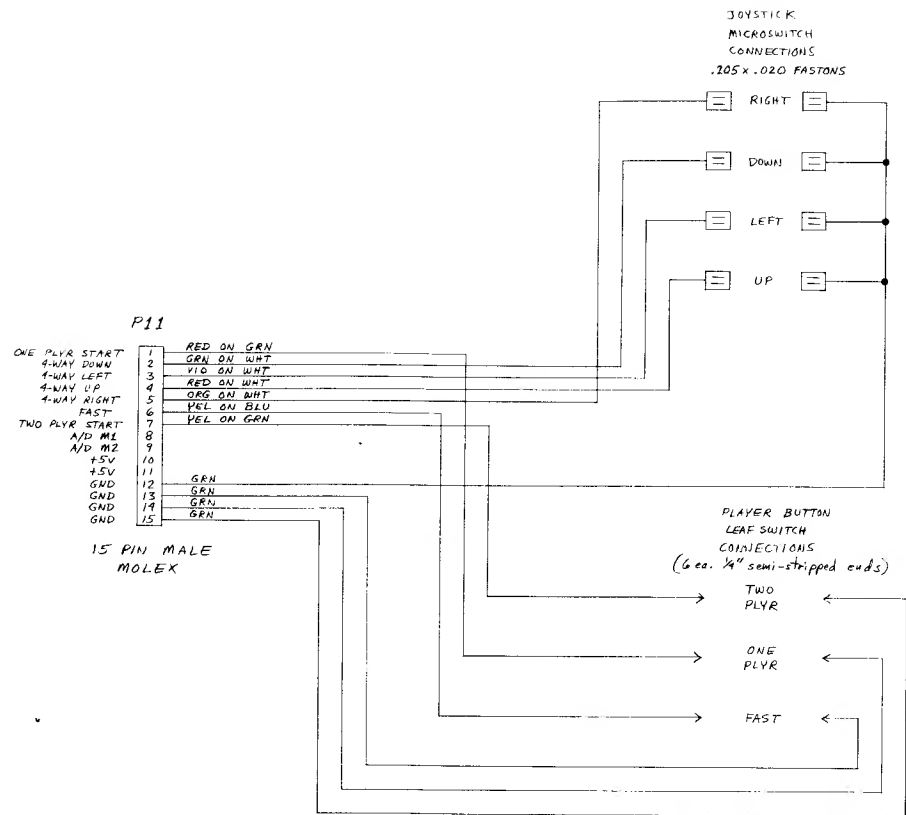 JOYSTICK
MICROSWITCH
CONNECTIONS
.205 x .020 FASTONS
RIGHT
DOWN
LEFT
UP
P11
ONE PLYR START 1 RED ON GRN
4-WAY DOWN 2 GRN ON WHT
4-WAY LEFT 3 VIO ON WHT
4-WAY UP 4 RED ON WHT
4-WAY RIGHT 5 ORG ON WHT
FAST 6 YEL ON BLU
TWO PLYR START 7 YEL ON GRN
A/D M1 8
A/D M2 9
+5V 10
+5V 11
GND 12 GRN
GND 13 GRN
GND 14 GRN
GND 15 GRN
15 PIN MALE
MOLEX
PLAYER BUTTON
LEAF SWITCH
CONNECTIONS
(6 ea. 1/4" semi-stripped ends)
TWO
PLYR
ONE
PLYR
FAST